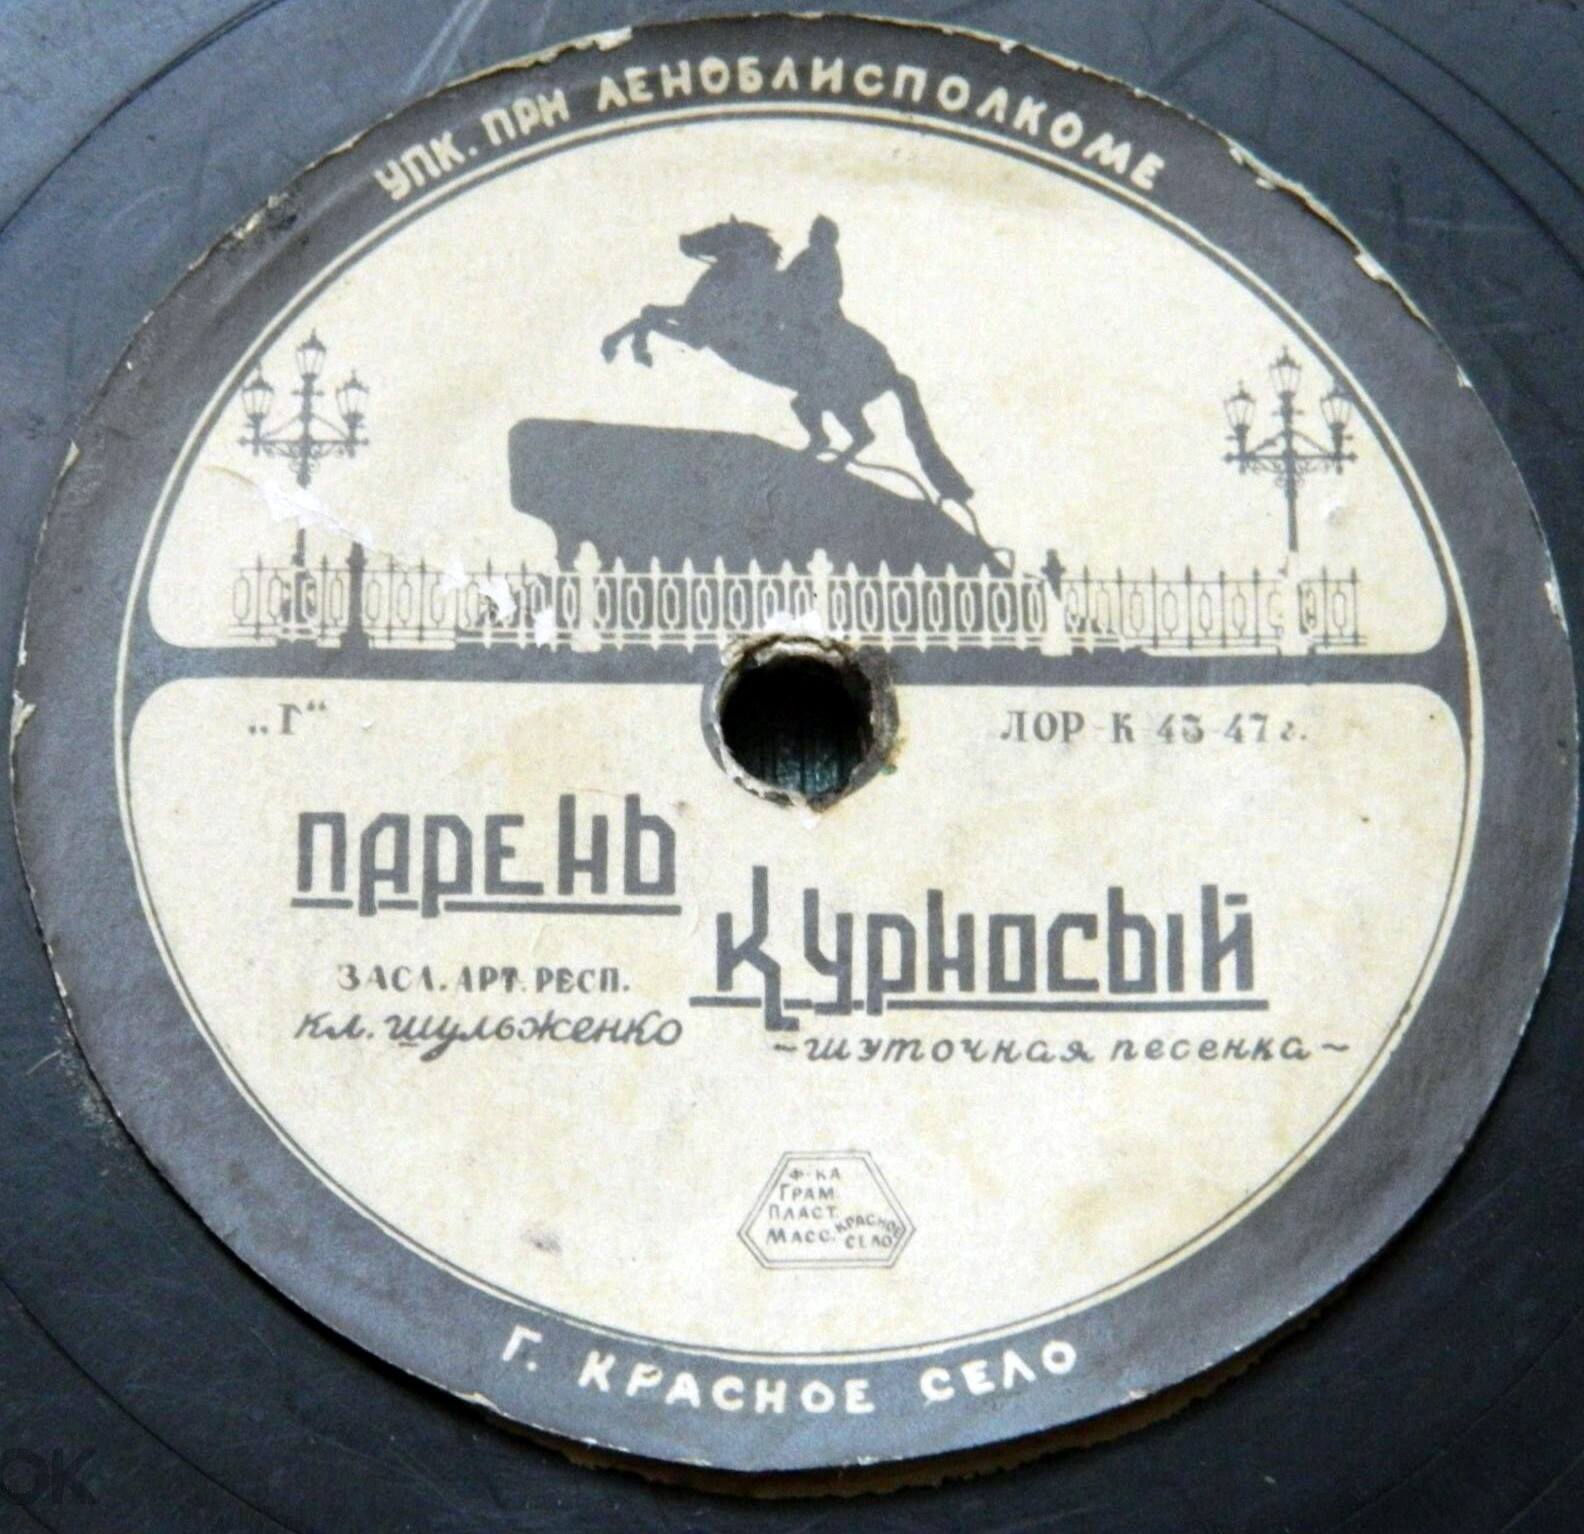 УПК. ПРИ ЛЕНОБЛИСПОЛКОМЕ
„Г“
ЛОР-К 43-47 г.
ПАРЕНЬ
КУРНОСЫЙ
ЗАСЛ. АРТ. РЕСП.
КЛ. ШУЛЬЖЕНКО
~ШУТОЧНАЯ ПЕСЕНКА~
Ф-КА
ГРАМ.
ПЛАСТ.
МАСС.
КРАСНОЕ
СЕЛО
Г. КРАСНОЕ СЕЛО
OK